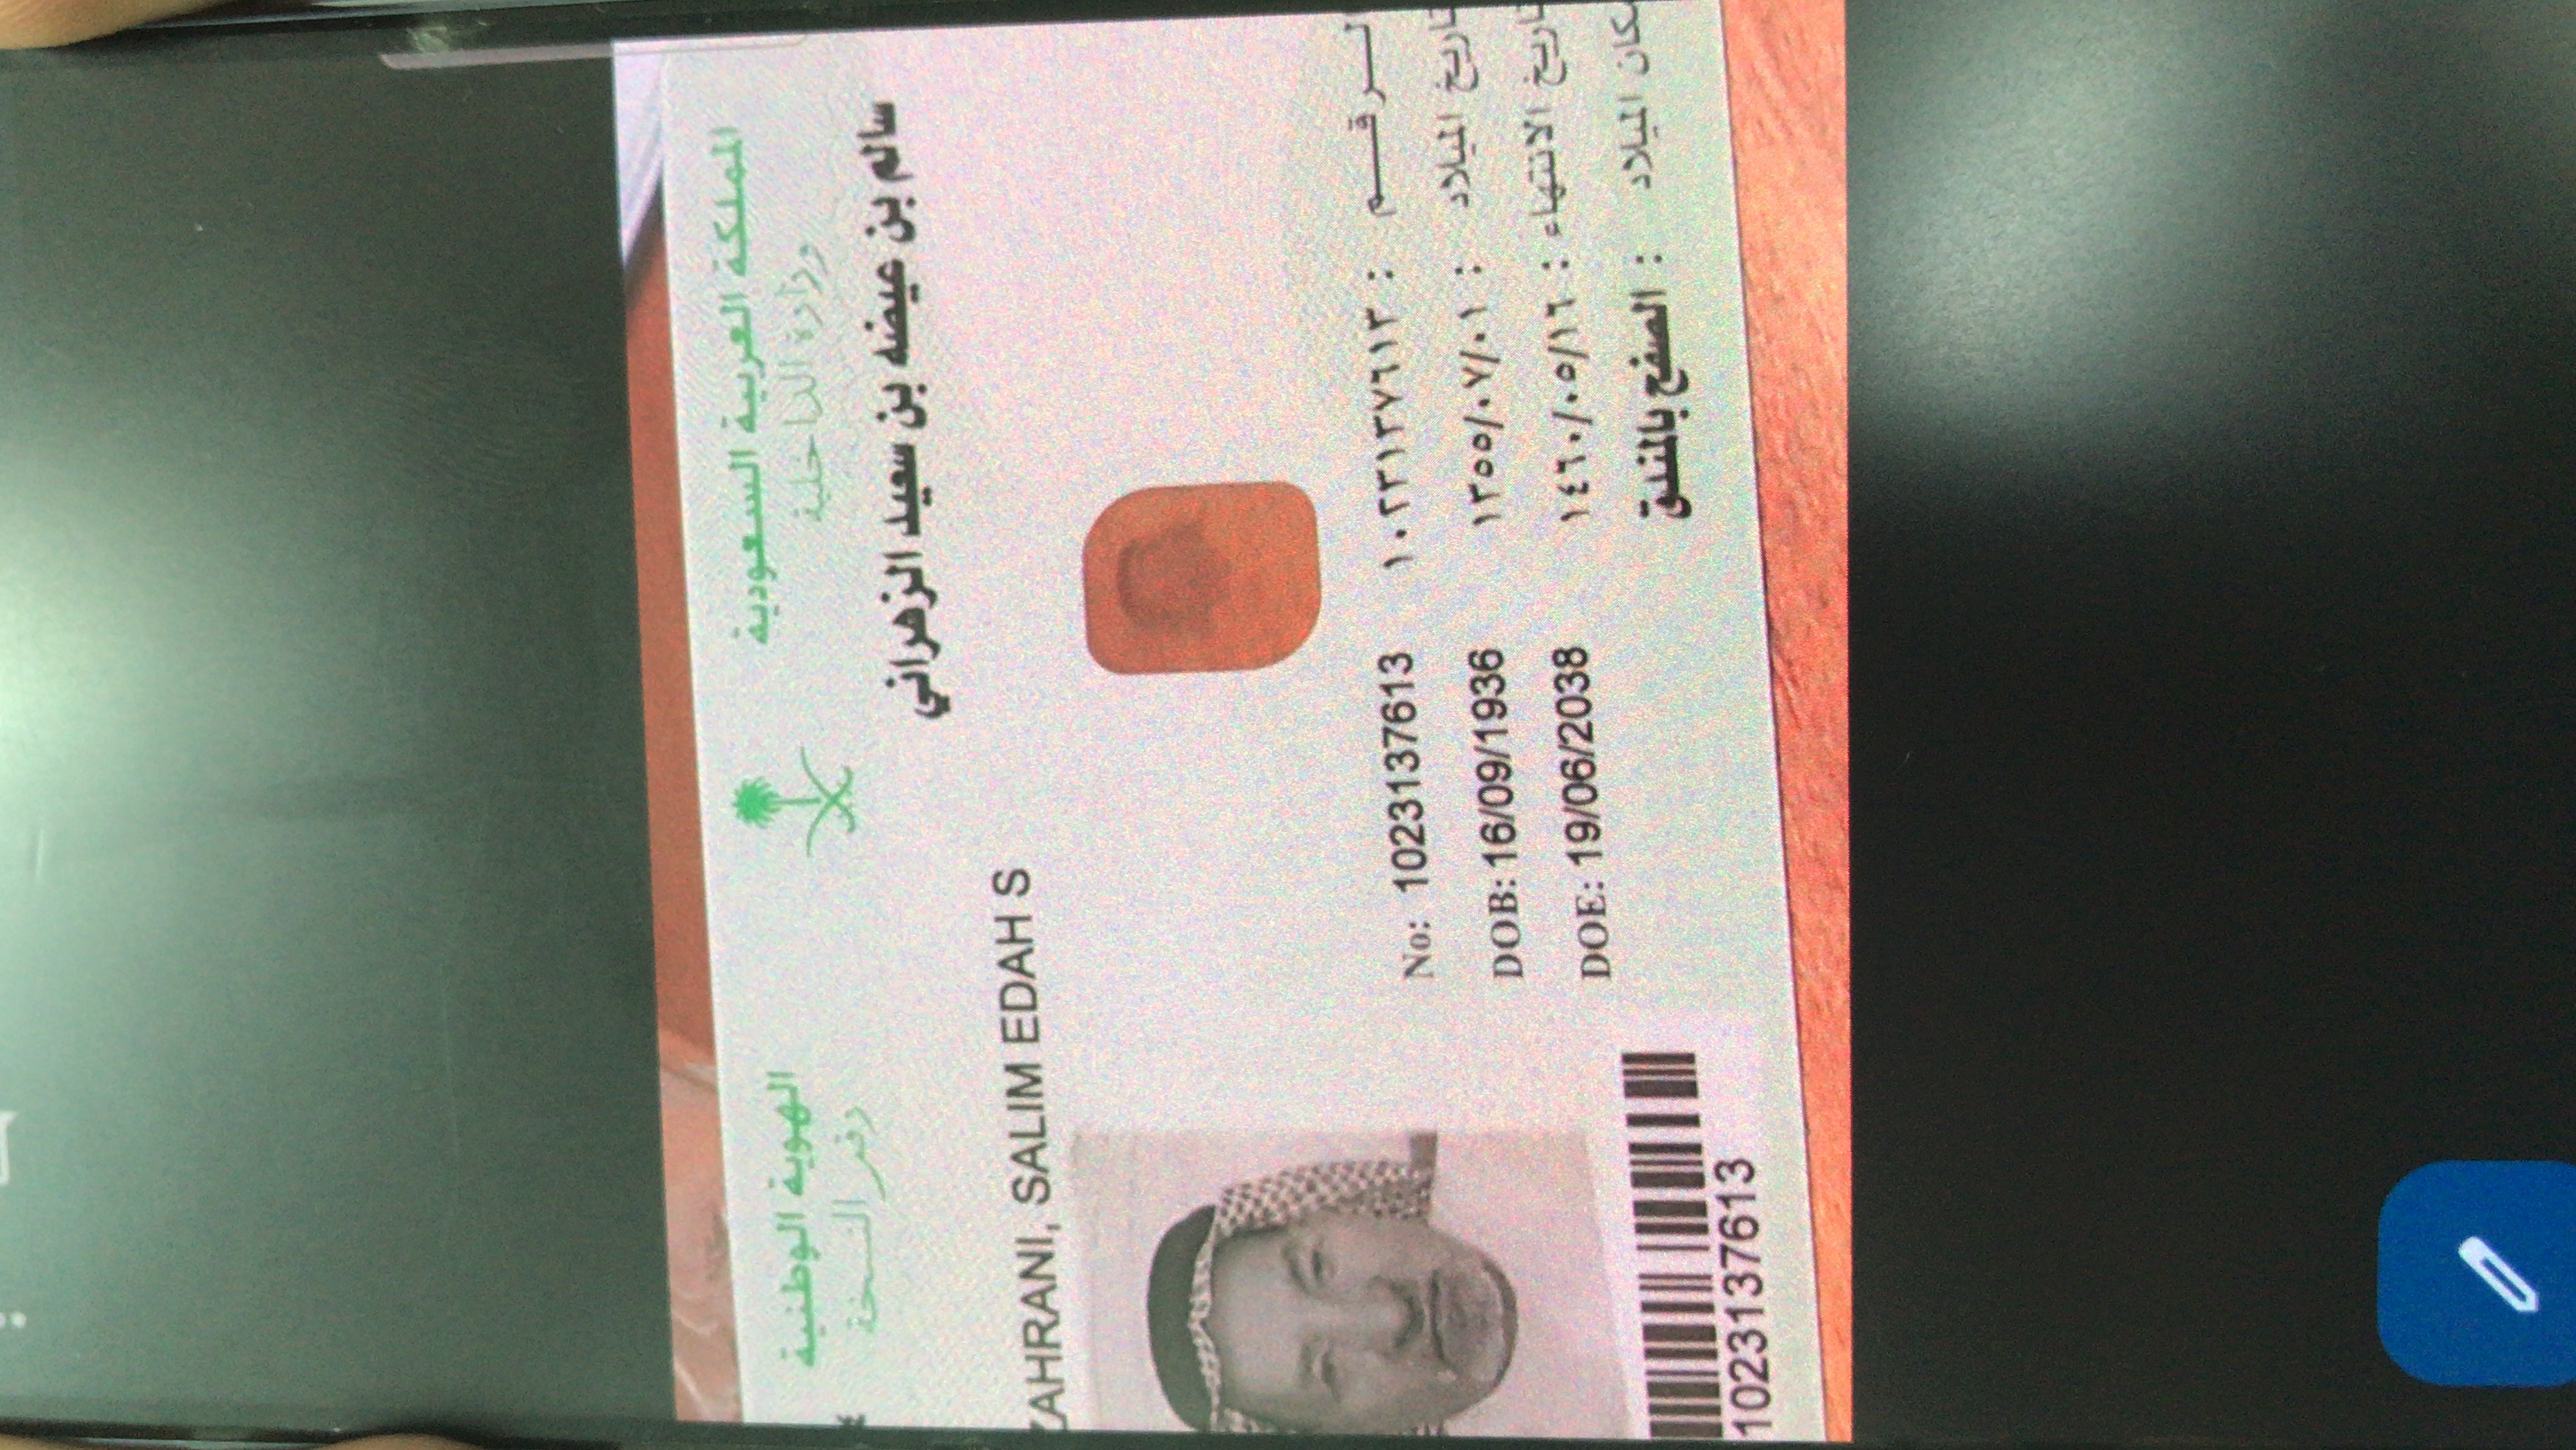 المملكة العربية السعودية
وزارة الداخلية
الهوية الوطنية
رقم النسخة
سالم بن عيضه بن سعيد الزهراني
ZAHRANI, SALIM EDAH S
الرقم : ١٠٢٣١٣٧٦١٣
No: 1023137613
تاريخ الميلاد : ١٣٥٥/٠٧/٠١
DOB: 16/09/1936
تاريخ الانتهاء : ١٤٦٠/٠٥/١٦
DOE: 19/06/2038
مكان الميلاد : الصفح بالمندق
1023137613